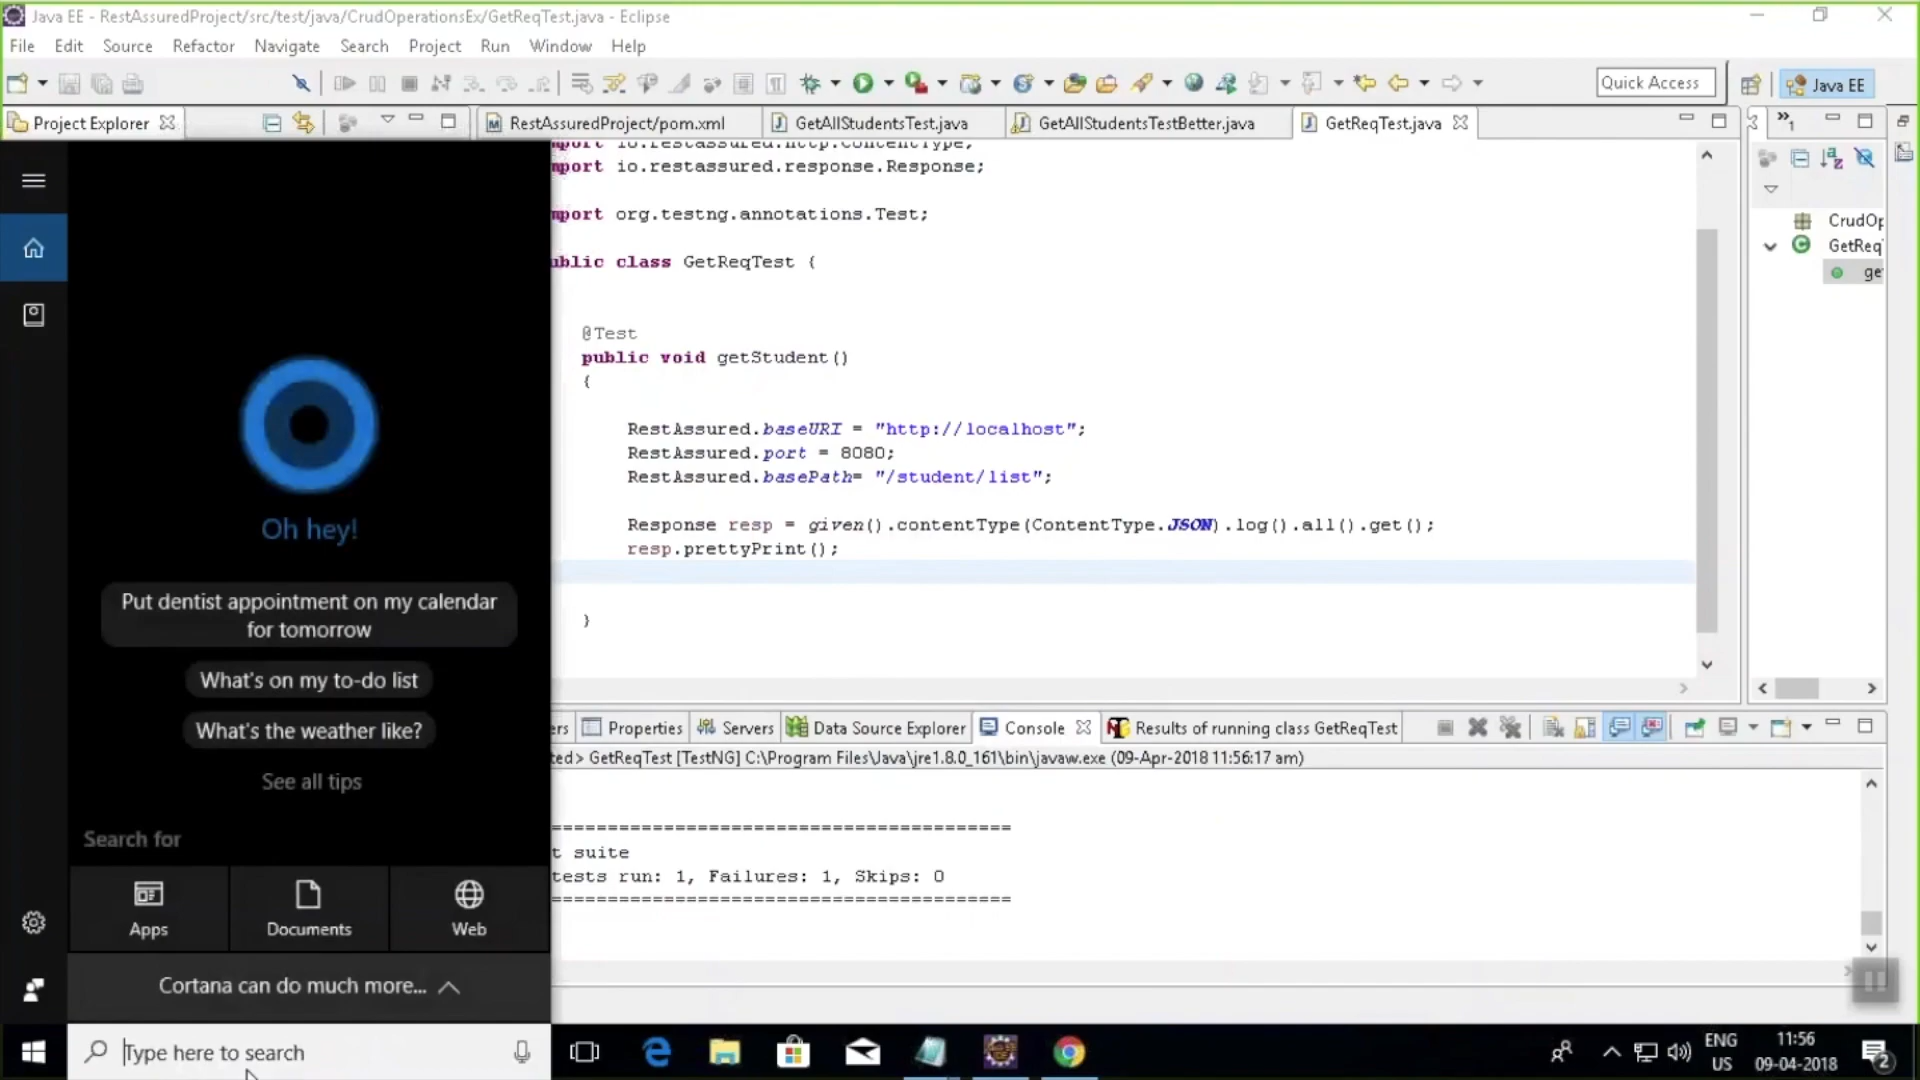 Java EE - RestAssuredProject/src/test/java/CrudOperationsEx/GetReqTest.java - Eclipse
File Edit Source Refactor Navigate Search Project Run Window Help
Quick Access
Java EE
Project Explorer
RestAssuredProject/pom.xml
GetAllStudentsTest.java
GetAllStudentsTestBetter.java
GetReqTest.java
mport io.restassured.http.ContentType;
mport io.restassured.response.Response;
mport org.testng.annotations.Test;
ublic class GetReqTest {
@Test
public void getStudent()
{
RestAssured.baseURI = "http://localhost";
RestAssured.port = 8080;
RestAssured.basePath= "/student/list";
Response resp = given().contentType(ContentType.JSON).log().all().get();
resp.prettyPrint();
}
CrudOp
GetReq
ge
Oh hey!
Put dentist appointment on my calendar
for tomorrow
What's on my to-do list
What's the weather like?
See all tips
Search for
Apps
Documents
Web
Cortana can do much more...
Type here to search
ers
Properties
Servers
Data Source Explorer
Console
Results of running class GetReqTest
ted> GetReqTest [TestNG] C:\Program Files\Java\jre1.8.0_161\bin\javaw.exe (09-Apr-2018 11:56:17 am)
=========================================
t suite
tests run: 1, Failures: 1, Skips: 0
=========================================
ENG
US
11:56
09-04-2018
2